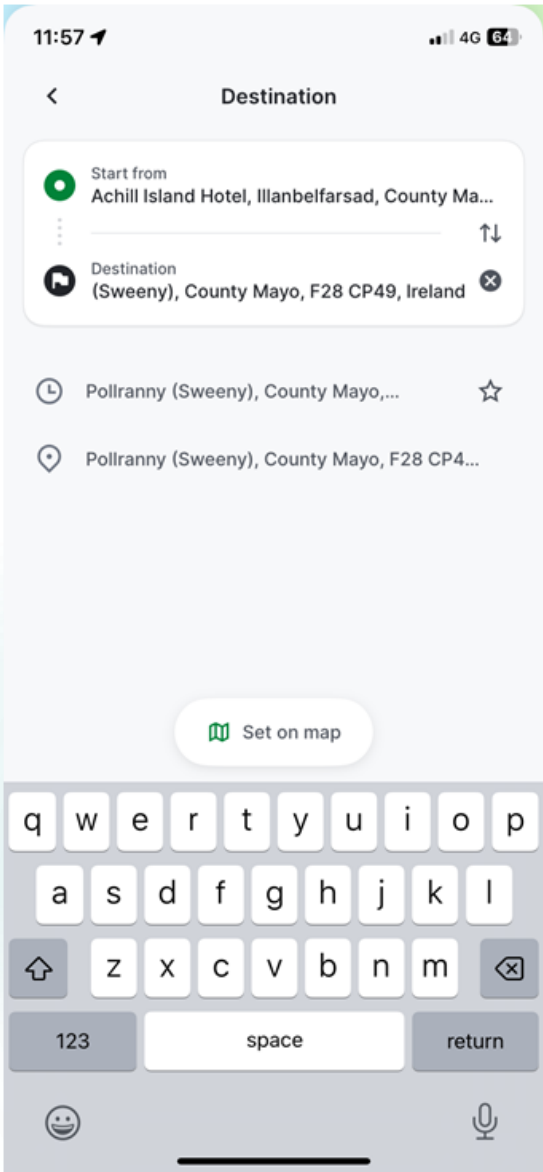 11:57
4G 64
Destination
Start from
Achill Island Hotel, Illanbelfarsad, County Ma...
Destination
(Sweeny), County Mayo, F28 CP49, Ireland
Pollranny (Sweeny), County Mayo,...
Pollranny (Sweeny), County Mayo, F28 CP4...
Set on map
q w e r t y u i o p
a s d f g h j k l
z x c v b n m
123 space return